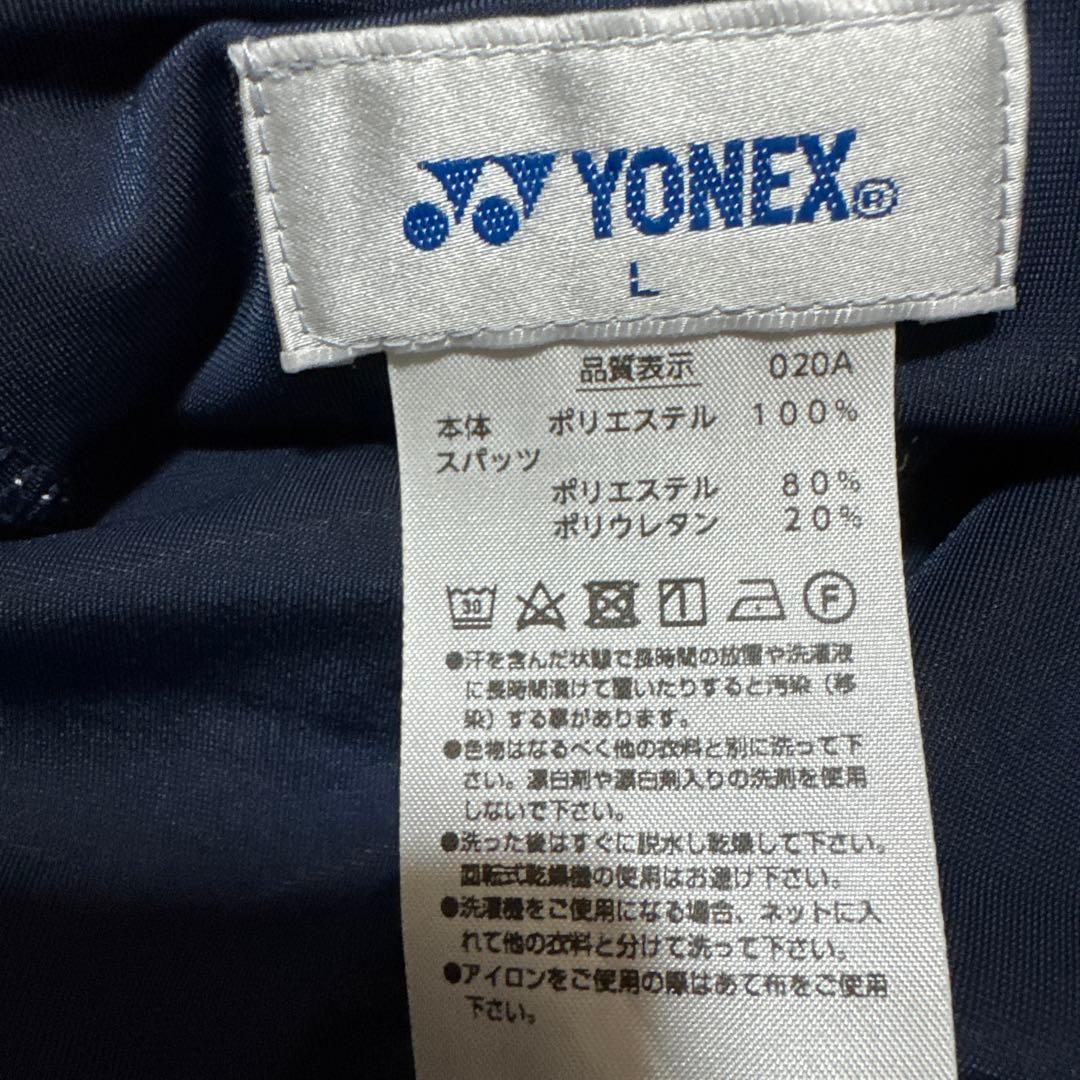 YONEX®
L
品質表示 020A
本体 ポリエステル 100%
スパッツ
ポリエステル 80%
ポリウレタン 20%
30 F
●汗を含んだ状態で長時間の放置や洗濯液
に長時間漬けて置いたりすると汚染（移
染）する事があります。
●色物はなるべく他の衣料と別に洗って下
さい。漂白剤や漂白剤入りの洗剤を使用
しないで下さい。
●洗った後はすぐに脱水し乾燥して下さい。
回転式乾燥機の使用はお避け下さい。
●洗濯機をご使用になる場合、ネットに入
れて他の衣料と分けて洗って下さい。
●アイロンをご使用の際はあて布をご使用
下さい。